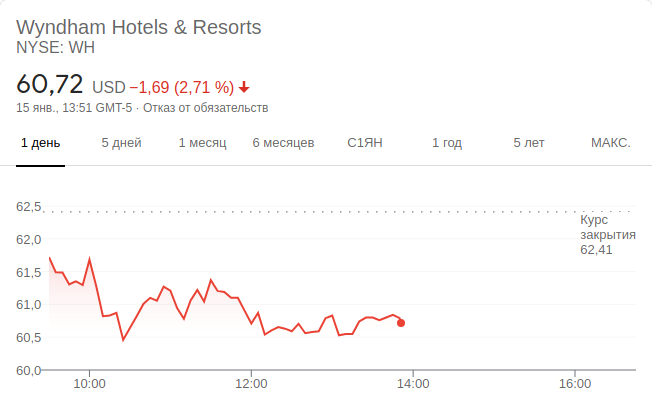 Wyndham Hotels & Resorts
NYSE: WH
60,72 USD −1,69 (2,71 %)
15 янв., 13:51 GMT-5 · Отказ от обязательств
1 день 5 дней 1 месяц 6 месяцев С1ЯН 1 год 5 лет МАКС.
62,5
Курс
закрытия
62,41
62,0
61,5
61,0
60,5
60,0
10:00 12:00 14:00 16:00